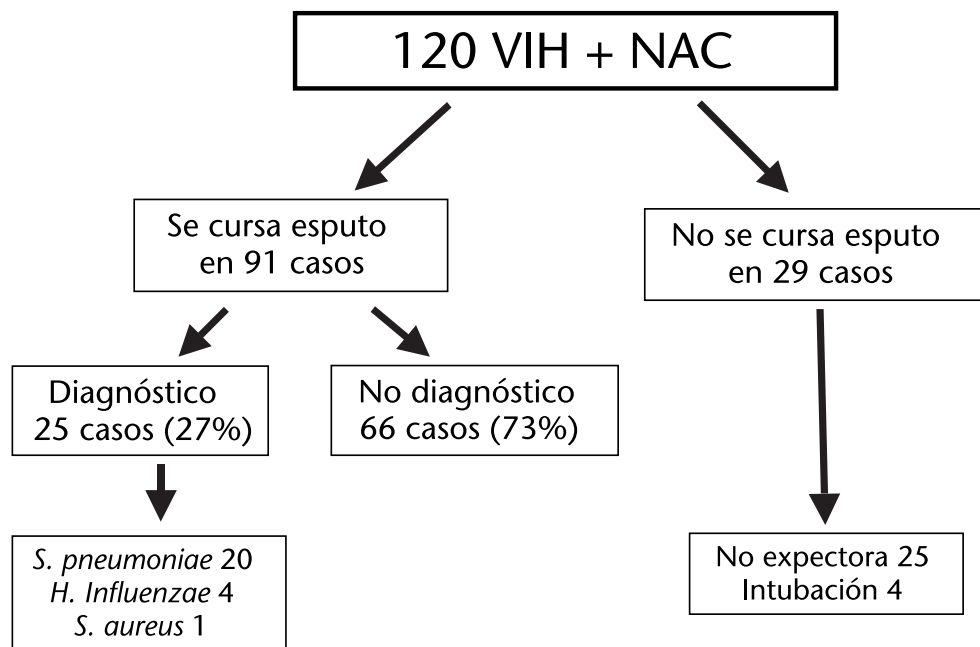 120 VIH + NAC
Se cursa esputo
en 91 casos
No se cursa esputo
en 29 casos
Diagnóstico
25 casos (27%)
No diagnóstico
66 casos (73%)
S. pneumoniae 20
H. Influenzae 4
S. aureus 1
No expectora 25
Intubación 4